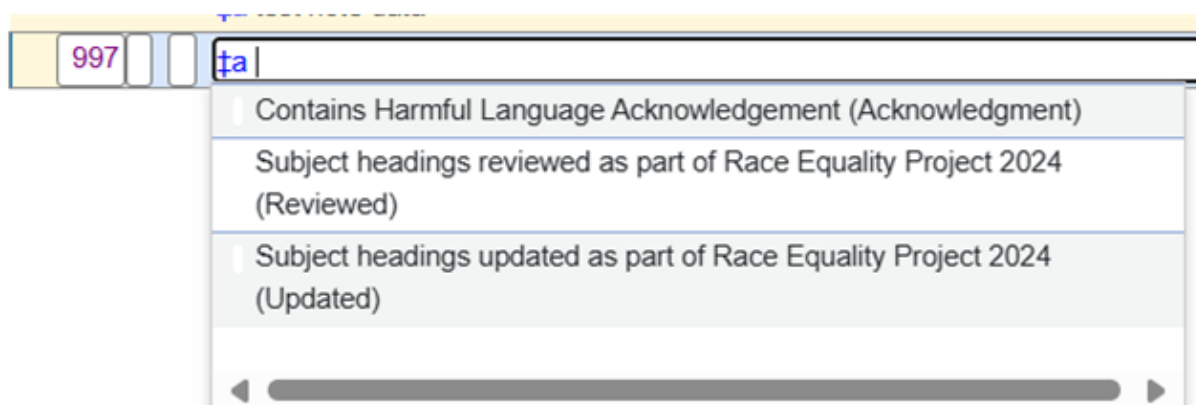 997 ‡a
Contains Harmful Language Acknowledgement (Acknowledgment)
Subject headings reviewed as part of Race Equality Project 2024
(Reviewed)
Subject headings updated as part of Race Equality Project 2024
(Updated)